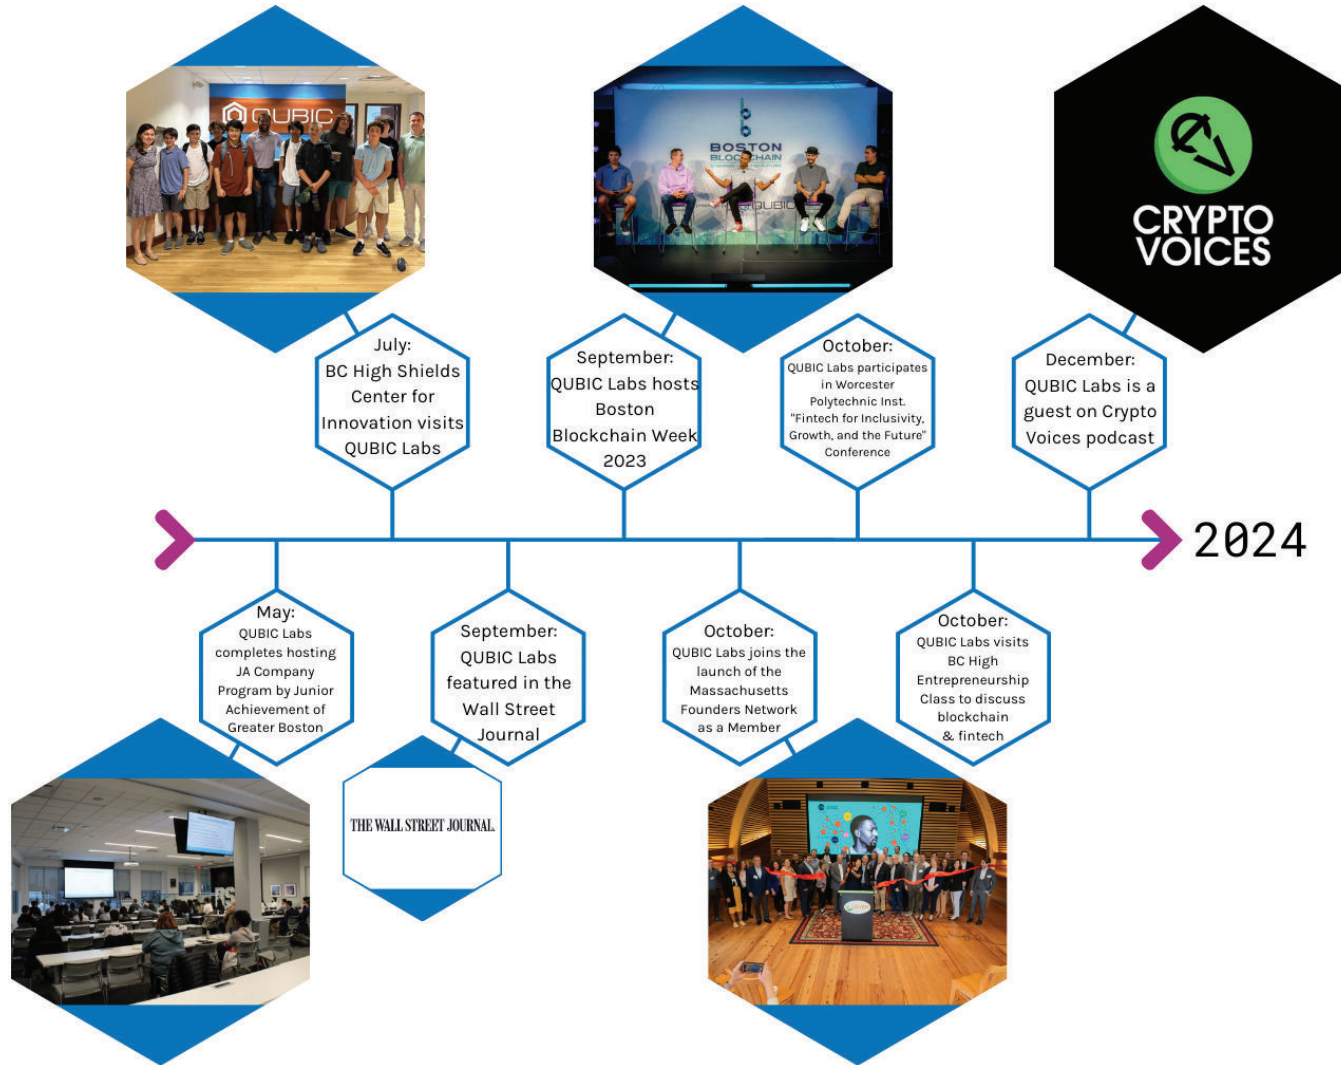 QUBIC
BOSTON
BLOCKCHAIN
QUBIC
CRYPTO
VOICES
July:
BC High Shields
Center for
Innovation visits
QUBIC Labs
September:
QUBIC Labs hosts
Boston
Blockchain Week
2023
October:
QUBIC Labs participates
in Worcester
Polytechnic Inst.
"Fintech for Inclusivity,
Growth, and the Future"
Conference
December:
QUBIC Labs is a
guest on Crypto
Voices podcast
2024
May:
QUBIC Labs
completes hosting
JA Company
Program by Junior
Achievement of
Greater Boston
September:
QUBIC Labs
featured in the
Wall Street
Journal
October:
QUBIC Labs joins the
launch of the
Massachusetts
Founders Network
as a Member
October:
QUBIC Labs visits
BC High
Entrepreneurship
Class to discuss
blockchain
& fintech
THE WALL STREET JOURNAL.